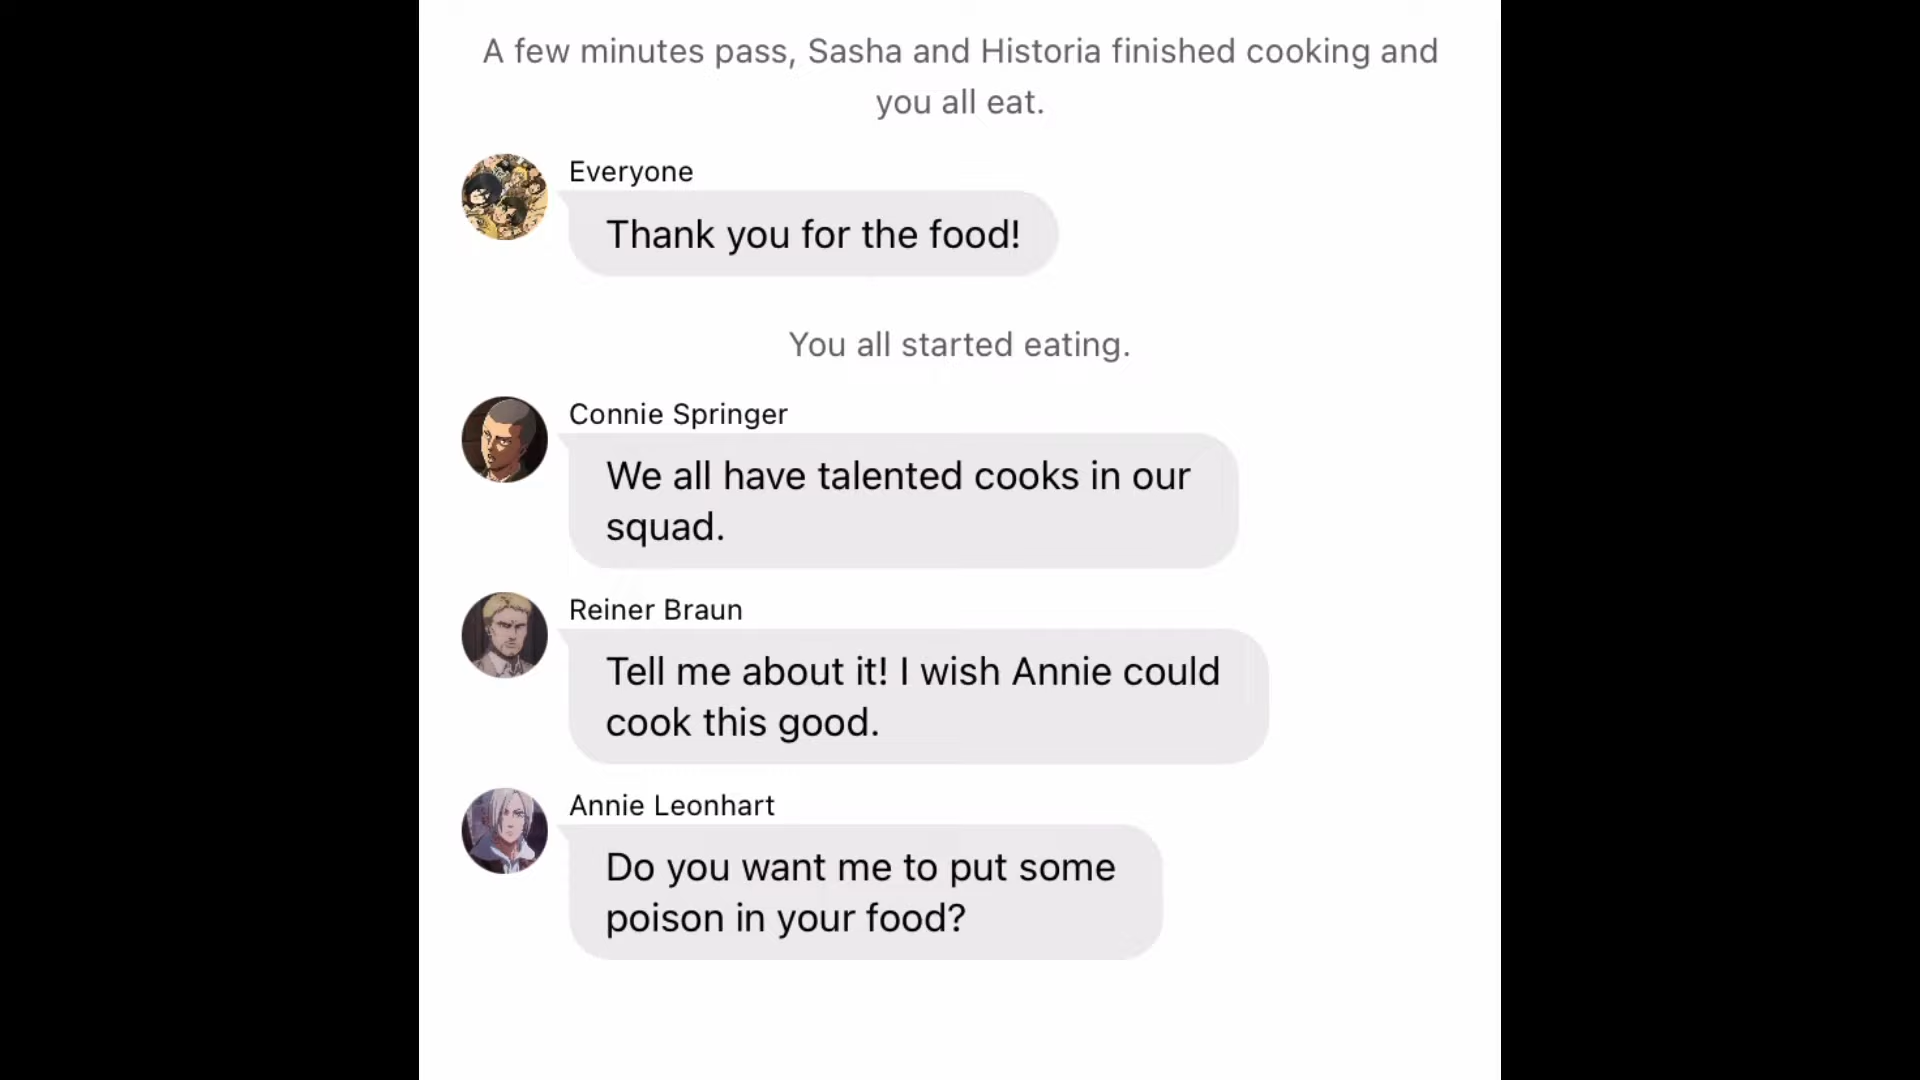 A few minutes pass, Sasha and Historia finished cooking and
you all eat.
Everyone
Thank you for the food!
You all started eating.
Connie Springer
We all have talented cooks in our
squad.
Reiner Braun
Tell me about it! I wish Annie could
cook this good.
Annie Leonhart
Do you want me to put some
poison in your food?